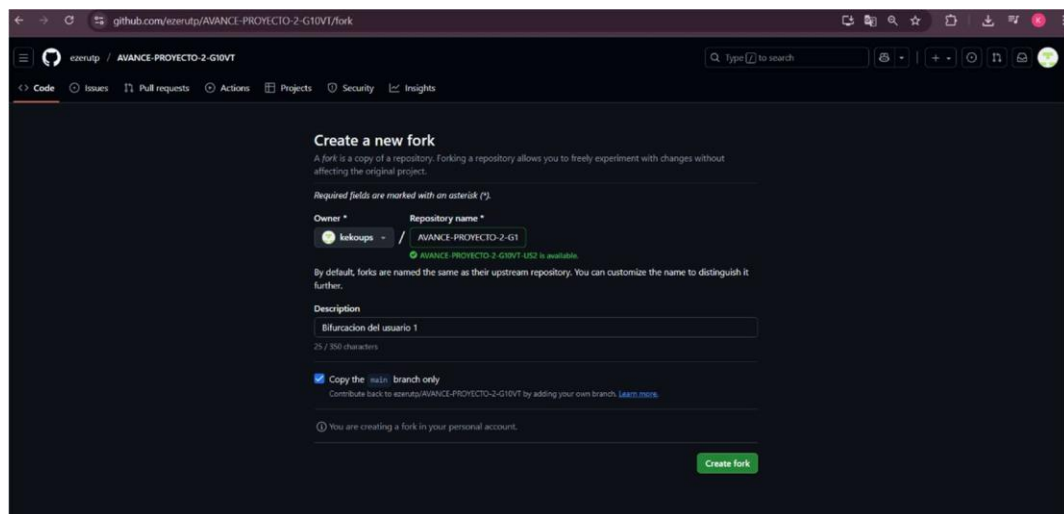 github.com/ezerutp/AVANCE-PROYECTO-2-G10VT/fork
ezerutp / AVANCE-PROYECTO-2-G10VT
Type / to search
Code Issues Pull requests Actions Projects Security Insights
Create a new fork
A fork is a copy of a repository. Forking a repository allows you to freely experiment with changes without
affecting the original project.
Required fields are marked with an asterisk (*).
Owner * Repository name *
kekoups / AVANCE-PROYECTO-2-G1
AVANCE-PROYECTO-2-G10VT-US2 is available.
By default, forks are named the same as their upstream repository. You can customize the name to distinguish it
further.
Description
Bifurcacion del usuario 1
25 / 350 characters
Copy the main branch only
Contribute back to ezerutp/AVANCE-PROYECTO-2-G10VT by adding your own branch. Learn more.
You are creating a fork in your personal account.
Create fork